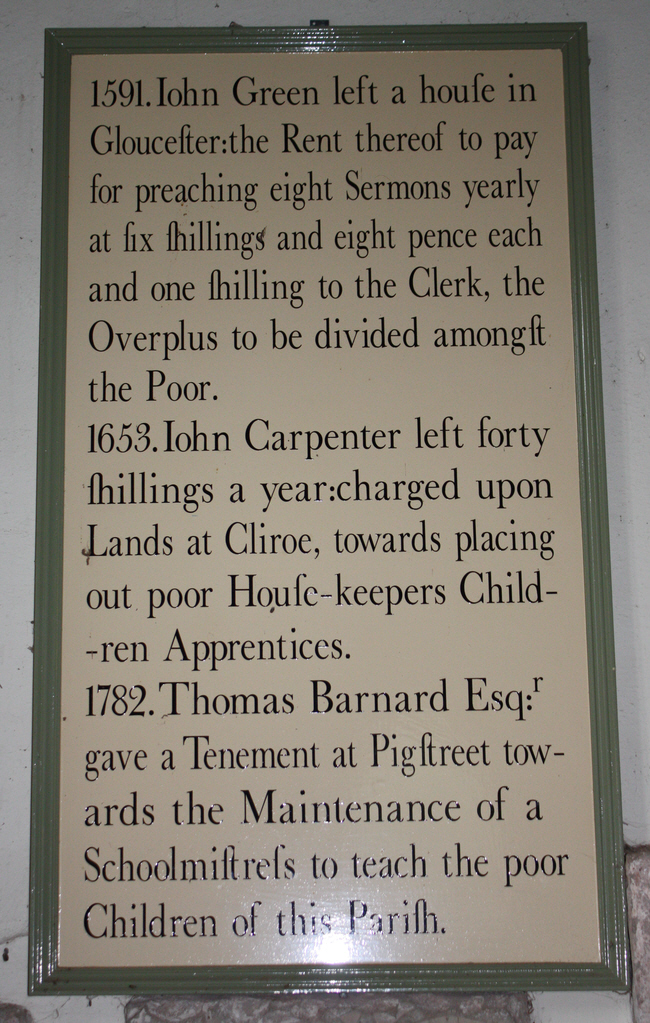 1591. Iohn Green left a houſe in
Glouceſter:the Rent thereof to pay
for preaching eight Sermons yearly
at ſix ſhillings and eight pence each
and one ſhilling to the Clerk, the
Overplus to be divided amongſt
the Poor.
1653. Iohn Carpenter left forty
ſhillings a year:charged upon
Lands at Cliroe, towards placing
out poor Houſe-keepers Child-
-ren Apprentices.
1782. Thomas Barnard Esq:ʳ
gave a Tenement at Pigſtreet tow-
ards the Maintenance of a
Schoolmiſtreſs to teach the poor
Children of this Pariſh.